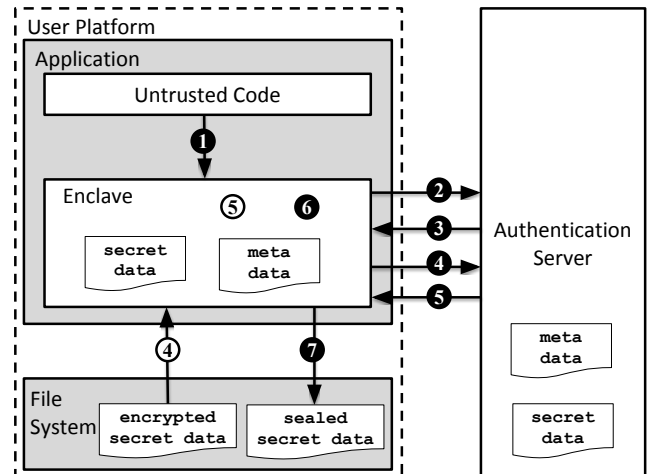 User Platform
Application
Untrusted Code
1
Enclave
5
6
2
3
4
5
secret
data
meta
data
Authentication
Server
4
7
meta
data
File
System
encrypted
secret data
sealed
secret data
secret
data